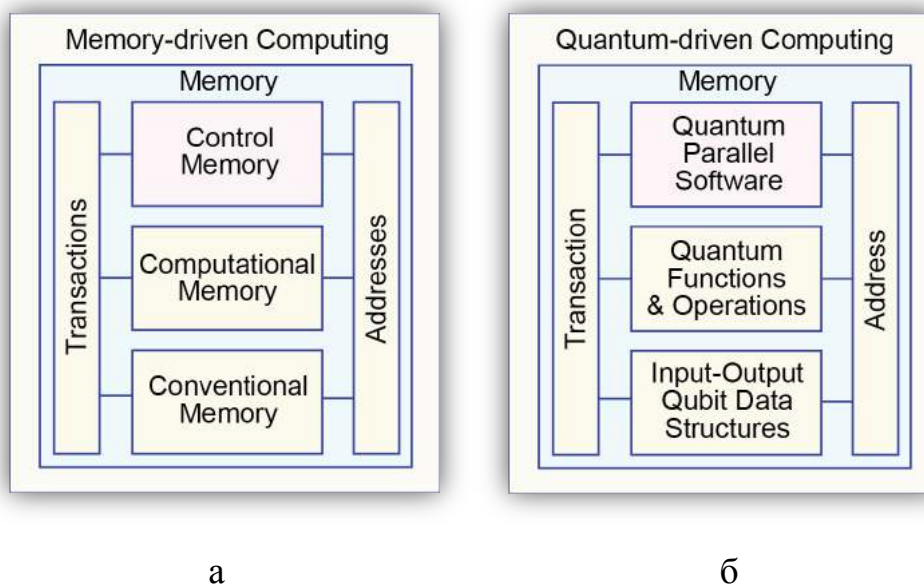 Memory-driven Computing
Memory
Transactions
Control
Memory
Computational
Memory
Conventional
Memory
Addresses
Quantum-driven Computing
Memory
Transaction
Quantum
Parallel
Software
Quantum
Functions
& Operations
Input-Output
Qubit Data
Structures
Address
а
б